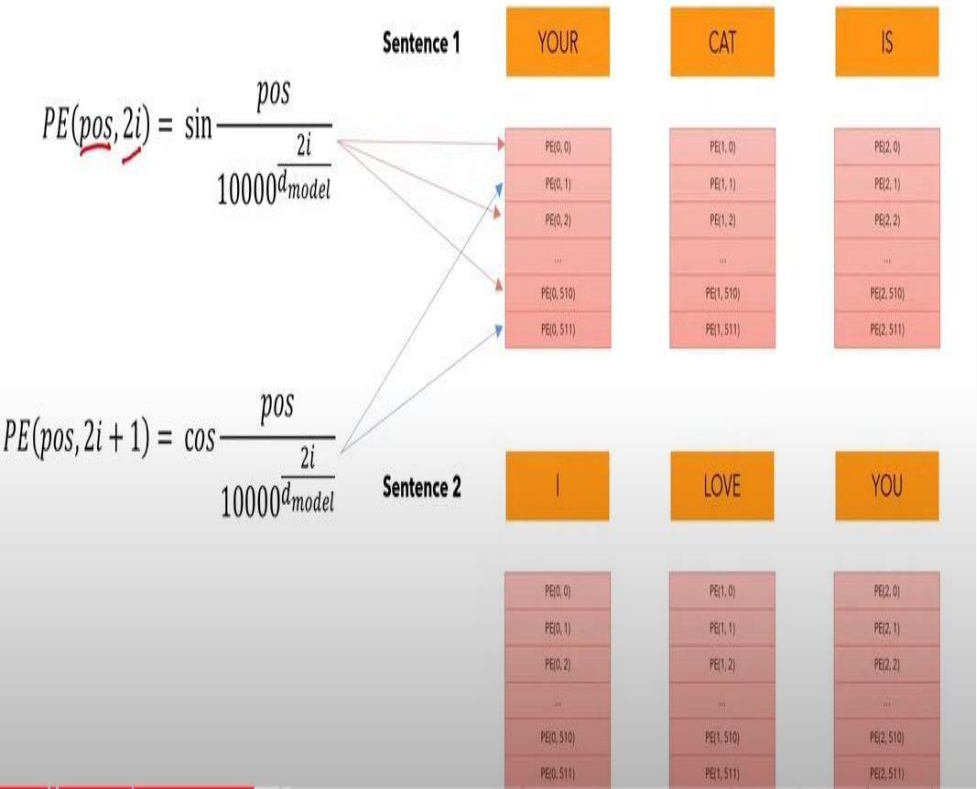 Sentence 1
YOUR CAT IS
PE(pos, 2i) = sin pos / 10000^(2i / d_model)
PE(0, 0) PE(1, 0) PE(2, 0)
PE(0, 1) PE(1, 1) PE(2, 1)
PE(0, 2) PE(1, 2) PE(2, 2)
... ... ...
PE(0, 510) PE(1, 510) PE(2, 510)
PE(0, 511) PE(1, 511) PE(2, 511)
PE(pos, 2i + 1) = cos pos / 10000^(2i / d_model)
Sentence 2
I LOVE YOU
PE(0, 0) PE(1, 0) PE(2, 0)
PE(0, 1) PE(1, 1) PE(2, 1)
PE(0, 2) PE(1, 2) PE(2, 2)
... ... ...
PE(0, 510) PE(1, 510) PE(2, 510)
PE(0, 511) PE(1, 511) PE(2, 511)